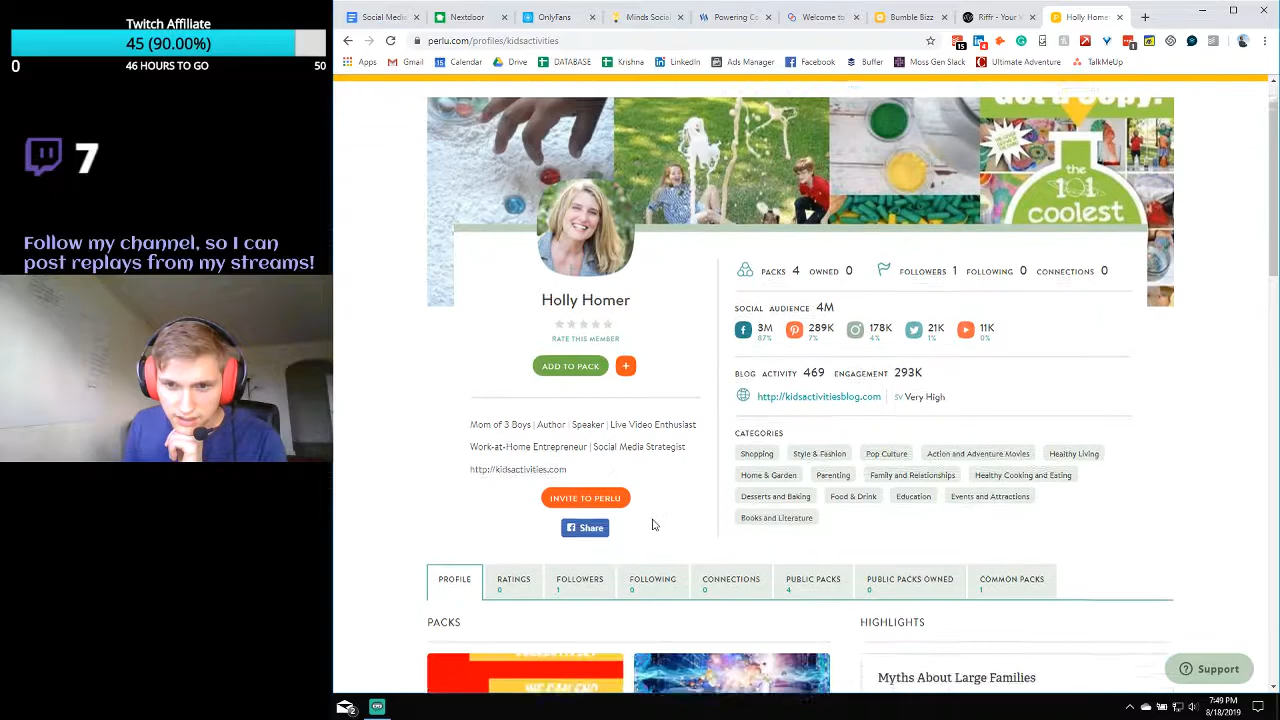 Twitch Affiliate
45 (90.00%)
0
46 HOURS TO GO
50
7
Follow my channel, so I can
post replays from my streams!
Social Med
Nextdoor
OnlyFans
Minds Social
Powering Co
Welcome to
Bumble Bizz
Riffr - Your V
Holly Home
perlu.com/profiles/kidsactivities
Apps
Gmail
Calendar
Drive
DATABASE
Krishna
LinkedIn
Ads Manager
Facebook
Buffer
Moss Gen Slack
Ultimate Adventure
TalkMeUp
the
101
coolest
Holly Homer
RATE THIS MEMBER
ADD TO PACK
+
Mom of 3 Boys | Author | Speaker | Live Video Enthusiast
Work-at-Home Entrepreneur | Social Media Strategist
http://kidsactivities.com
INVITE TO PERLU
Share
PACKS 4 OWNED 0 FOLLOWERS 1 FOLLOWING 0 CONNECTIONS 0
SOCIAL AUDIENCE 4M
3M 289K 178K 21K 11K
87% 7% 4% 1% 0%
BLOG ACTIVITY 469 ENGAGEMENT 293K
http://kidsactivitiesblog.com SV Very High
CATEGORIES
Shopping Style & Fashion Pop Culture Action and Adventure Movies Healthy Living
Home & Garden Parenting Family and Relationships Healthy Cooking and Eating
Desserts and Baking Food & Drink Education Events and Attractions
Books and Literature
PROFILE RATINGS FOLLOWERS FOLLOWING CONNECTIONS PUBLIC PACKS PUBLIC PACKS OWNED COMMON PACKS
0 1 0 0 4 0 1
PACKS
HIGHLIGHTS
Myths About Large Families
Support
7:49 PM
8/18/2019